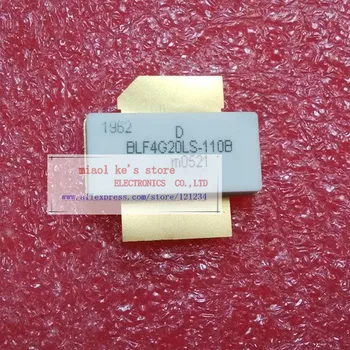 1962
D
BLF4G20LS-110B
m0521
miaol ke's store
ELECTRONICS CO.,LTD
www.aliexpress.com/store/121234